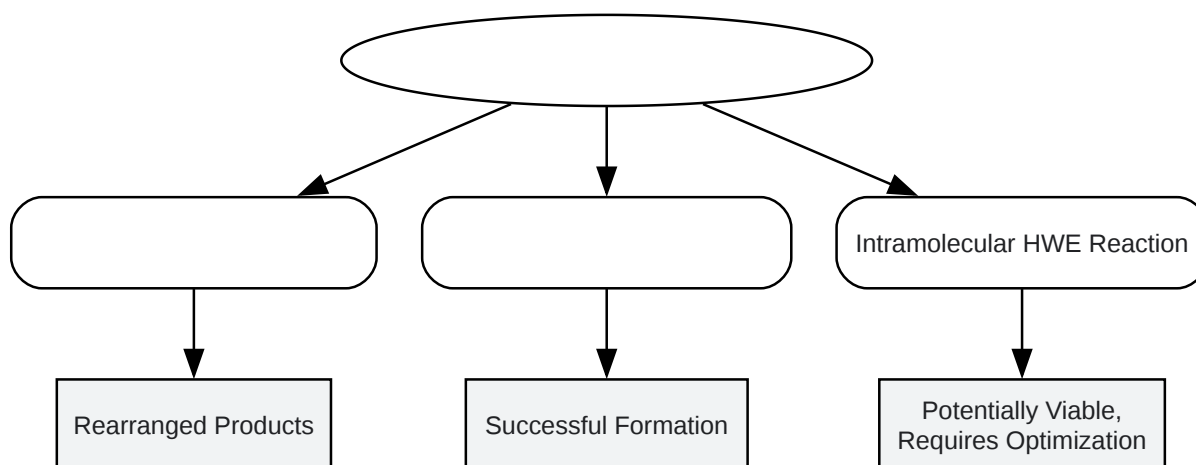 Intramolecular HWE Reaction
Rearranged Products
Successful Formation
Potentially Viable,
Requires Optimization